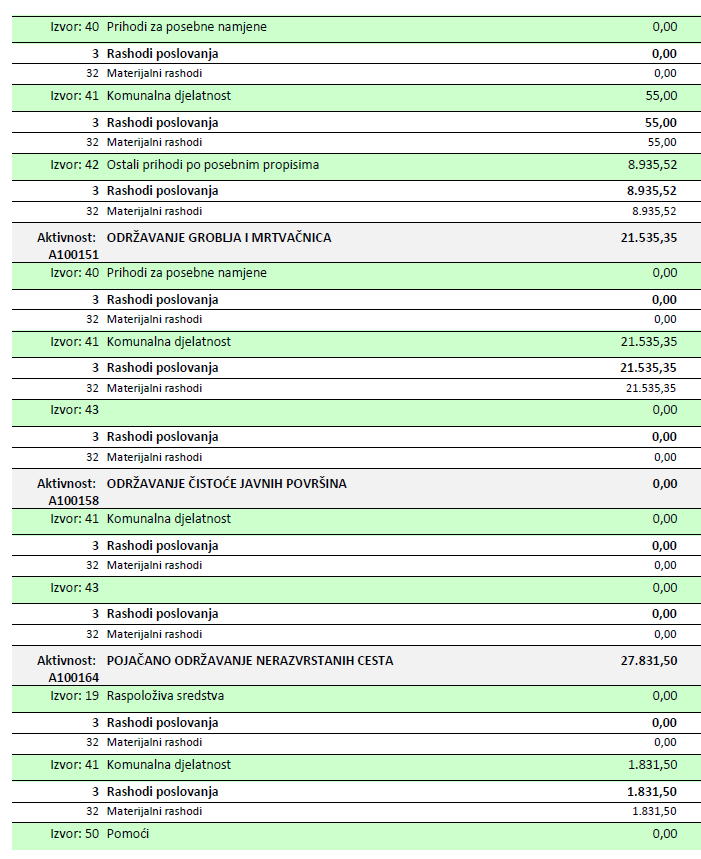 Izvor: 40 Prihodi za posebne namjene 0,00
3 Rashodi poslovanja 0,00
32 Materijalni rashodi 0,00
Izvor: 41 Komunalna djelatnost 55,00
3 Rashodi poslovanja 55,00
32 Materijalni rashodi 55,00
Izvor: 42 Ostali prihodi po posebnim propisima 8.935,52
3 Rashodi poslovanja 8.935,52
32 Materijalni rashodi 8.935,52
Aktivnost: ODRŽAVANJE GROBLJA I MRTVAČNICA 21.535,35
A100151
Izvor: 40 Prihodi za posebne namjene 0,00
3 Rashodi poslovanja 0,00
32 Materijalni rashodi 0,00
Izvor: 41 Komunalna djelatnost 21.535,35
3 Rashodi poslovanja 21.535,35
32 Materijalni rashodi 21.535,35
Izvor: 43 0,00
3 Rashodi poslovanja 0,00
32 Materijalni rashodi 0,00
Aktivnost: ODRŽAVANJE ČISTOĆE JAVNIH POVRŠINA 0,00
A100158
Izvor: 41 Komunalna djelatnost 0,00
3 Rashodi poslovanja 0,00
32 Materijalni rashodi 0,00
Izvor: 43 0,00
3 Rashodi poslovanja 0,00
32 Materijalni rashodi 0,00
Aktivnost: POJAČANO ODRŽAVANJE NERAZVRSTANIH CESTA 27.831,50
A100164
Izvor: 19 Raspoloživa sredstva 0,00
3 Rashodi poslovanja 0,00
32 Materijalni rashodi 0,00
Izvor: 41 Komunalna djelatnost 1.831,50
3 Rashodi poslovanja 1.831,50
32 Materijalni rashodi 1.831,50
Izvor: 50 Pomoći 0,00